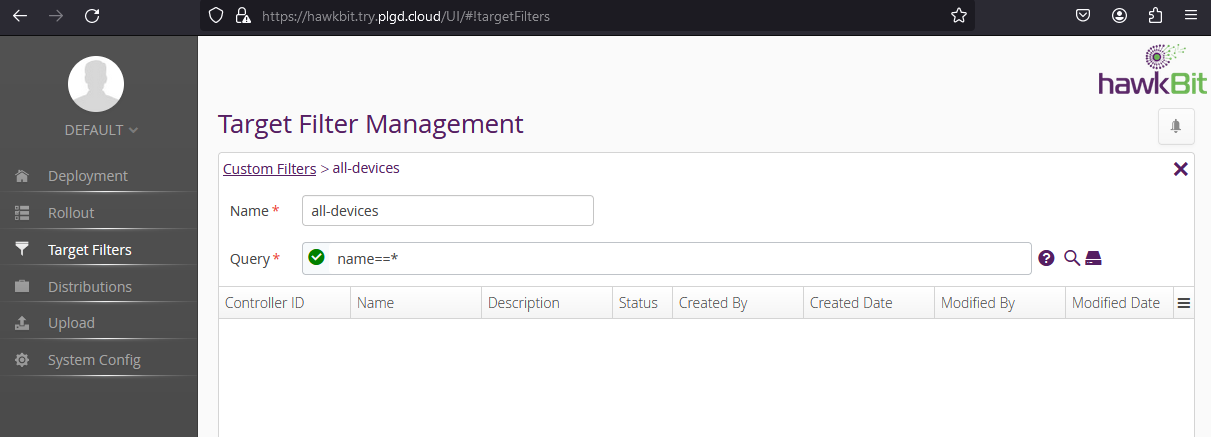 https://hawkbit.try.plgd.cloud/UI/#!targetFilters
hawkBit
DEFAULT
Deployment
Rollout
Target Filters
Distributions
Upload
System Config
Target Filter Management
Custom Filters > all-devices
Name * all-devices
Query * name==*
Controller ID Name Description Status Created By Created Date Modified By Modified Date